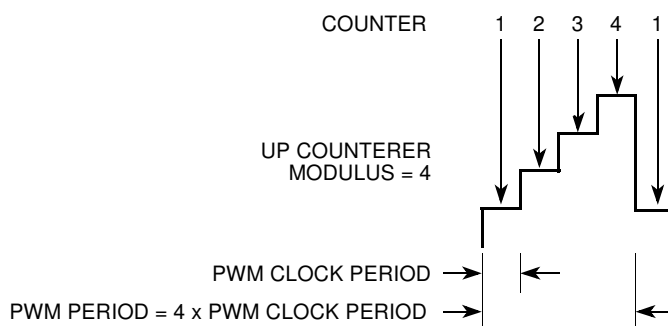 COUNTER 1 2 3 4 1
UP COUNTERER
MODULUS = 4
PWM CLOCK PERIOD
PWM PERIOD = 4 x PWM CLOCK PERIOD